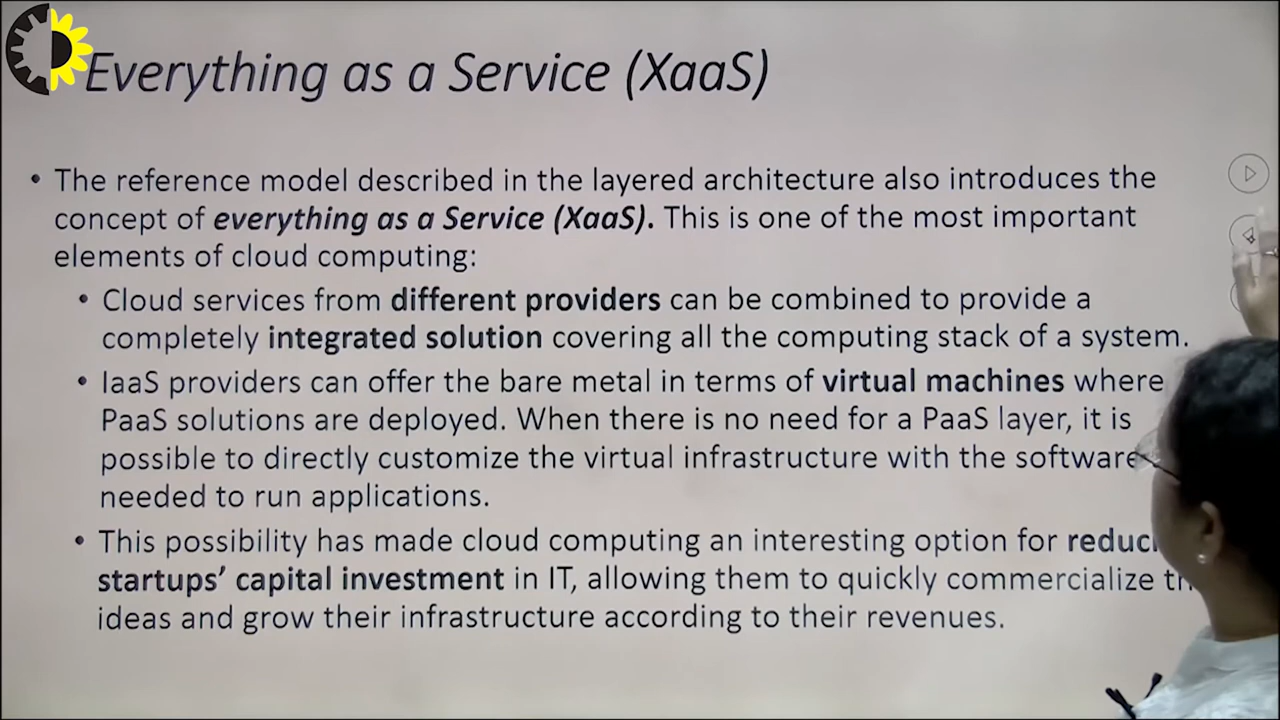 Everything as a Service (XaaS)
• The reference model described in the layered architecture also introduces the
concept of everything as a Service (XaaS). This is one of the most important
elements of cloud computing:
• Cloud services from different providers can be combined to provide a
completely integrated solution covering all the computing stack of a system.
• IaaS providers can offer the bare metal in terms of virtual machines where
PaaS solutions are deployed. When there is no need for a PaaS layer, it is
possible to directly customize the virtual infrastructure with the software
needed to run applications.
• This possibility has made cloud computing an interesting option for
startups’ capital investment in IT, allowing them to quickly commercialize
ideas and grow their infrastructure according to their revenues.